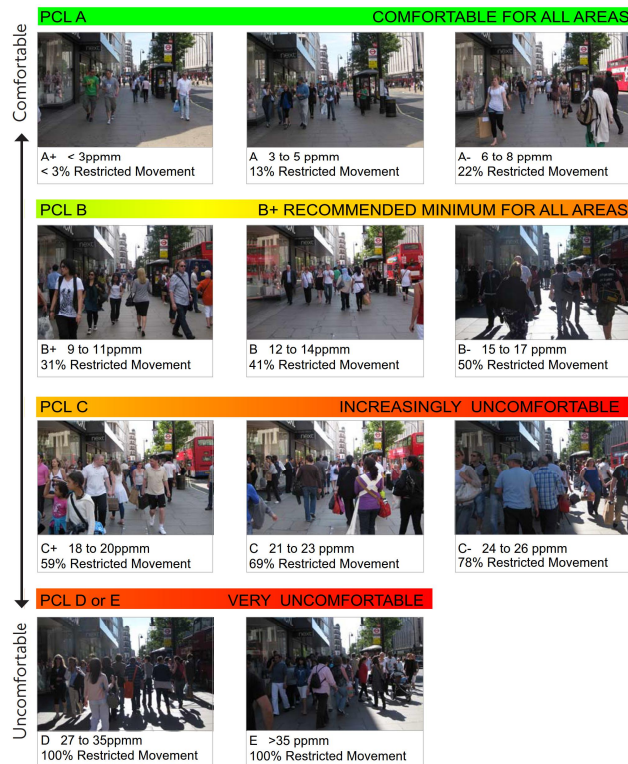 PCL A COMFORTABLE FOR ALL AREAS
Comfortable
A+ < 3ppmm
< 3% Restricted Movement
A 3 to 5 ppmm
13% Restricted Movement
A- 6 to 8 ppmm
22% Restricted Movement
PCL B B+ RECOMMENDED MINIMUM FOR ALL AREAS
next
B+ 9 to 11ppmm
31% Restricted Movement
B 12 to 14ppmm
41% Restricted Movement
B- 15 to 17 ppmm
50% Restricted Movement
PCL C INCREASINGLY UNCOMFORTABLE
next
C+ 18 to 20ppmm
59% Restricted Movement
C 21 to 23 ppmm
69% Restricted Movement
C- 24 to 26 ppmm
78% Restricted Movement
PCL D or E VERY UNCOMFORTABLE
Uncomfortable
D 27 to 35ppmm
100% Restricted Movement
E >35 ppmm
100% Restricted Movement